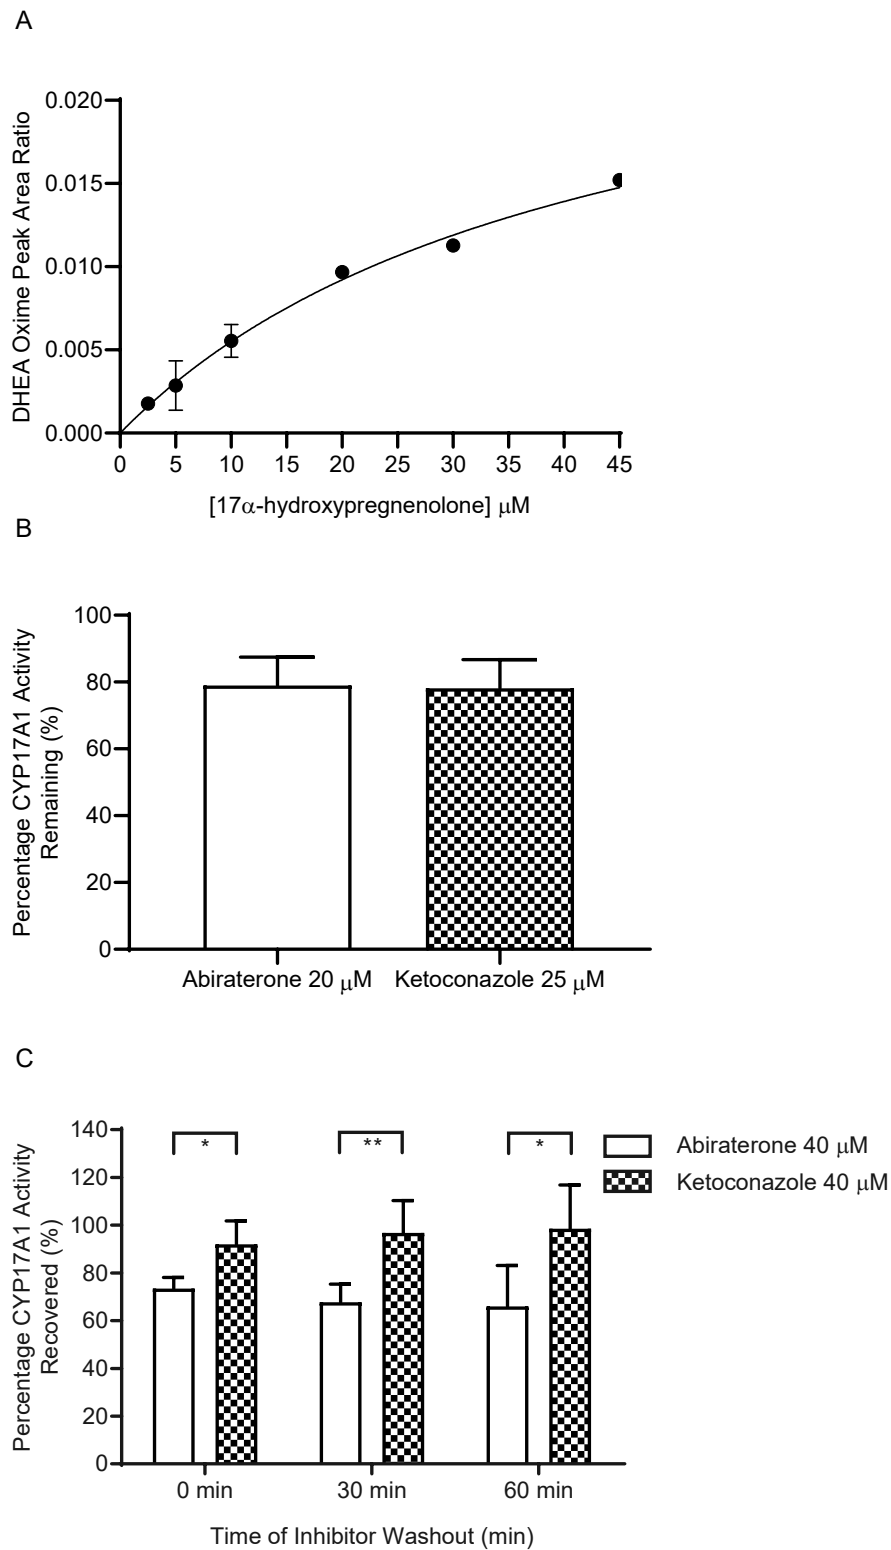 A
DHEA Oxime Peak Area Ratio
0.020
0.015
0.010
0.005
0.000
0 5 10 15 20 25 30 35 40 45
[17α-hydroxypregnenolone] μM
B
Percentage CYP17A1 Activity
Remaining (%)
100
80
60
40
20
0
Abiraterone 20 μM Ketoconazole 25 μM
C
Percentage CYP17A1 Activity
Recovered (%)
140
120
100
80
60
40
20
0
* ** *
Abiraterone 40 μM
Ketoconazole 40 μM
0 min 30 min 60 min
Time of Inhibitor Washout (min)